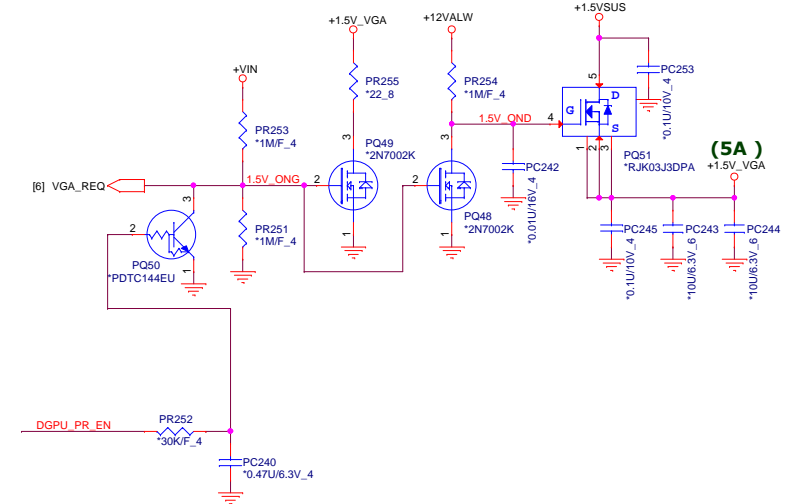 +1.5VSUS
+1.5V_VGA
+12VALW
+VIN
5
PC253
*0.1U/10V_4
PR255
*22_8
PR254
*1M/F_4
D
G
S
4
1.5V_OND
PR253
*1M/F_4
3
PQ49
*2N7002K
3
1
2
3
PQ51
*RJK03J3DPA
(5A )
+1.5V_VGA
PC242
*0.01U/16V_4
[6] VGA_REQ
1.5V_ONG
2
2
3
PR251
*1M/F_4
PQ48
*2N7002K
PC245
*0.1U/10V_4
PC243
*10U/6.3V_6
PC244
*10U/6.3V_6
2
1
1
1
PQ50
*PDTC144EU
DGPU_PR_EN
PR252
*30K/F_4
PC240
*0.47U/6.3V_4